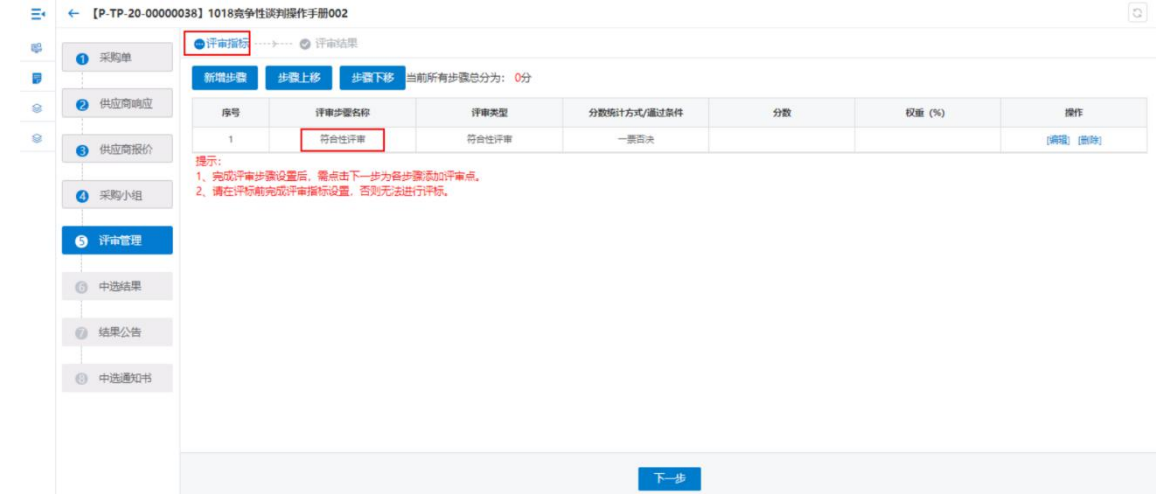 【P-TP-20-00000038】1018竞争性谈判操作手册002
评审指标
评审结果
1 采购单
2 供应商响应
3 供应商报价
4 采购小组
5 评审管理
6 中选结果
7 结果公告
8 中选通知书
新增步骤 步骤上移 步骤下移 当前所有步骤总分为： 0分
序号 评审步骤名称 评审类型 分数统计方式/通过条件 分数 权重（%） 操作
1 符合性评审 符合性评审 一票否决 [编辑] [删除]
提示：
1、完成评审步骤设置后，需点击下一步为各步骤添加评审点。
2、请在评标前完成评审指标设置，否则无法进行评标。
下一步